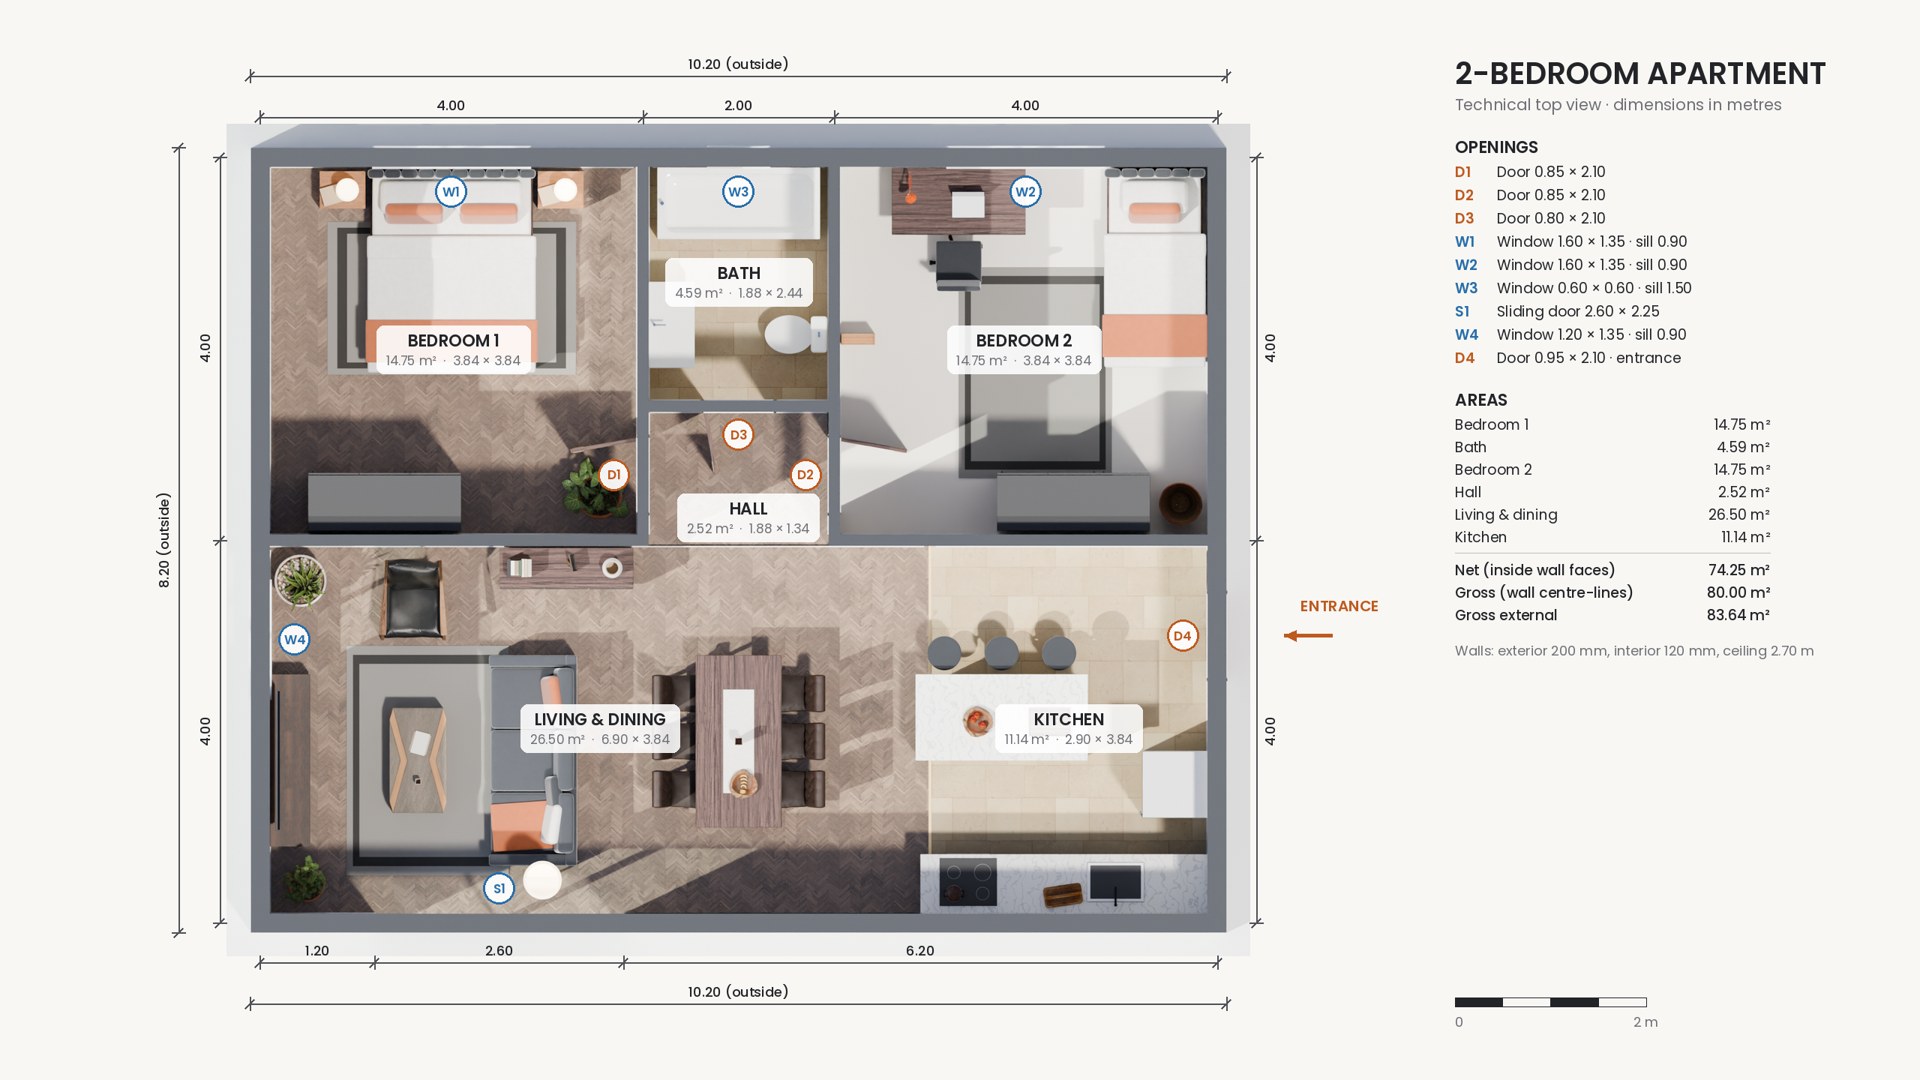 10.20 (outside)
4.00
2.00
4.00
8.20 (outside)
4.00
4.00
4.00
4.00
W1
W3
W2
BATH
4.59 m² · 1.88 × 2.44
BEDROOM 1
14.75 m² · 3.84 × 3.84
BEDROOM 2
14.75 m² · 3.84 × 3.84
D3
D1
D2
HALL
2.52 m² · 1.88 × 1.34
W4
D4
ENTRANCE
LIVING & DINING
26.50 m² · 6.90 × 3.84
KITCHEN
11.14 m² · 2.90 × 3.84
S1
1.20
2.60
6.20
10.20 (outside)
2-BEDROOM APARTMENT
Technical top view · dimensions in metres
OPENINGS
D1 Door 0.85 × 2.10
D2 Door 0.85 × 2.10
D3 Door 0.80 × 2.10
W1 Window 1.60 × 1.35 · sill 0.90
W2 Window 1.60 × 1.35 · sill 0.90
W3 Window 0.60 × 0.60 · sill 1.50
S1 Sliding door 2.60 × 2.25
W4 Window 1.20 × 1.35 · sill 0.90
D4 Door 0.95 × 2.10 · entrance
AREAS
Bedroom 1 14.75 m²
Bath 4.59 m²
Bedroom 2 14.75 m²
Hall 2.52 m²
Living & dining 26.50 m²
Kitchen 11.14 m²
Net (inside wall faces) 74.25 m²
Gross (wall centre-lines) 80.00 m²
Gross external 83.64 m²
Walls: exterior 200 mm, interior 120 mm, ceiling 2.70 m
0 2 m